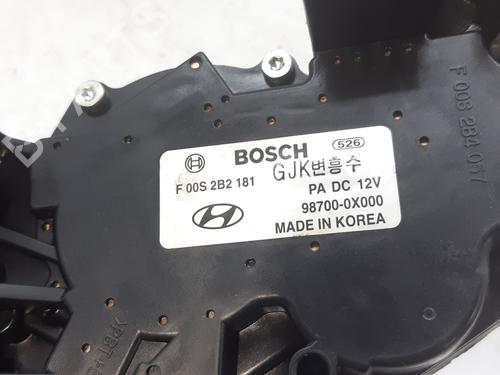 BOSCH
526
GJK변흥수
F 00S 2B2 181
PA DC 12V
98700-0X000
MADE IN KOREA
F 00S 2B4 057